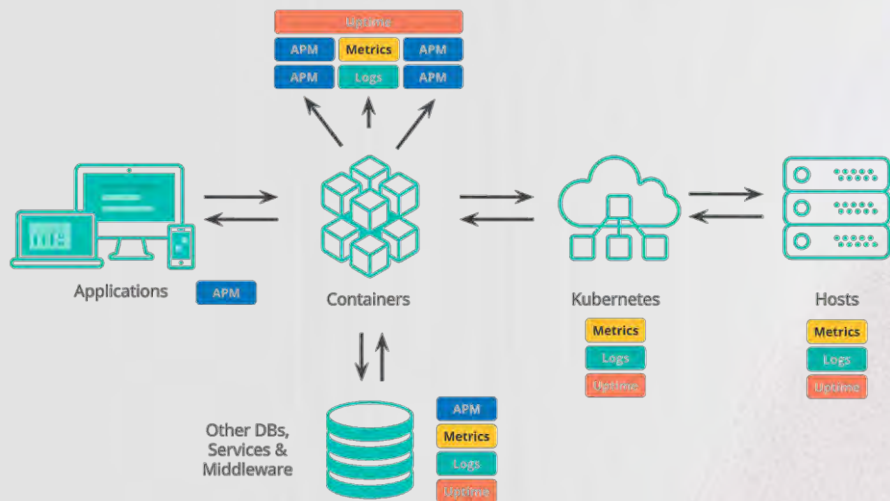 Uptime
APM Metrics APM
APM Logs APM
Applications APM
Containers
Kubernetes
Metrics
Logs
Uptime
Hosts
Metrics
Logs
Uptime
Other DBs,
Services &
Middleware
APM
Metrics
Logs
Uptime